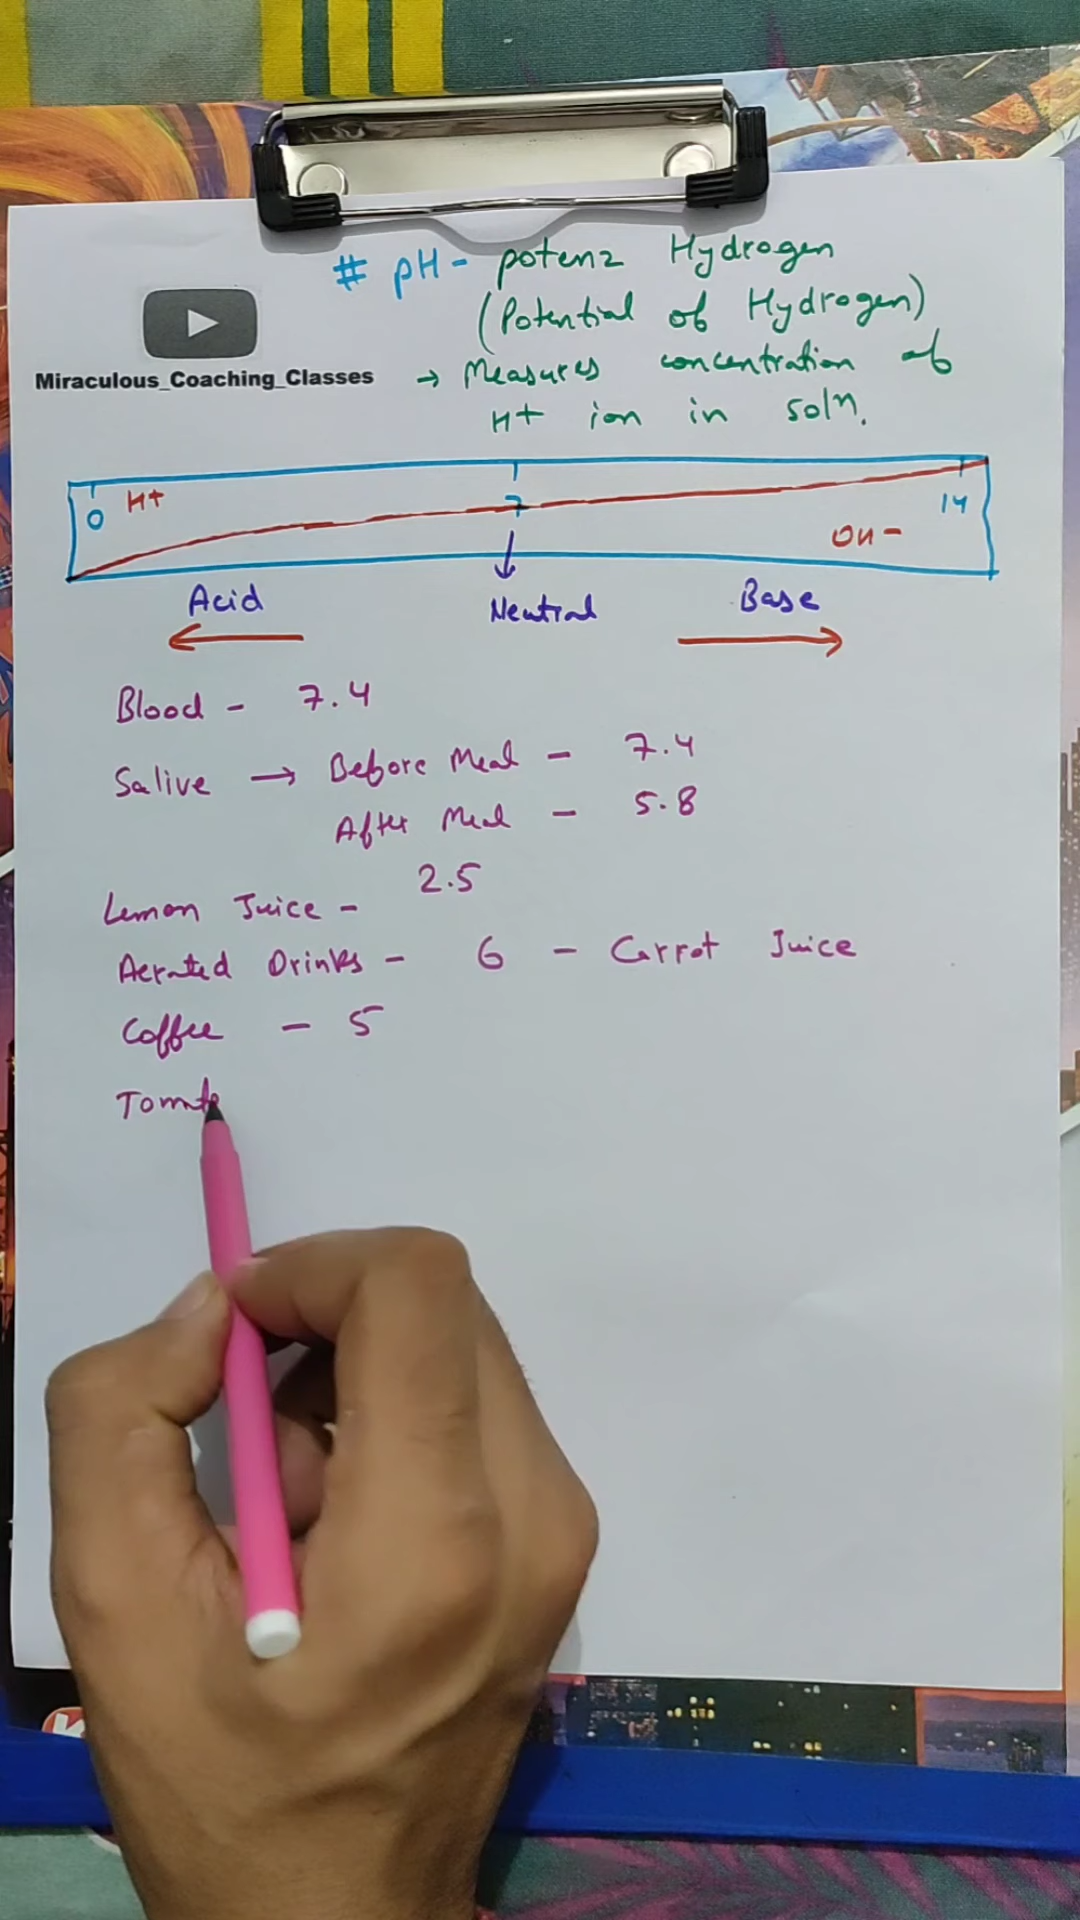 # pH - potenz Hydrogen
(Potential of Hydrogen)
Miraculous_Coaching_Classes
→ Measures concentration of
H+ ion in soln.
0 H+ 7 14
OH-
Acid Neutral Base
Blood - 7.4
Salive → Before Meal - 7.4
After Meal - 5.8
Lemon Juice - 2.5
Aerated Drinks - 6 - Carrot Juice
Coffee - 5
Tomato